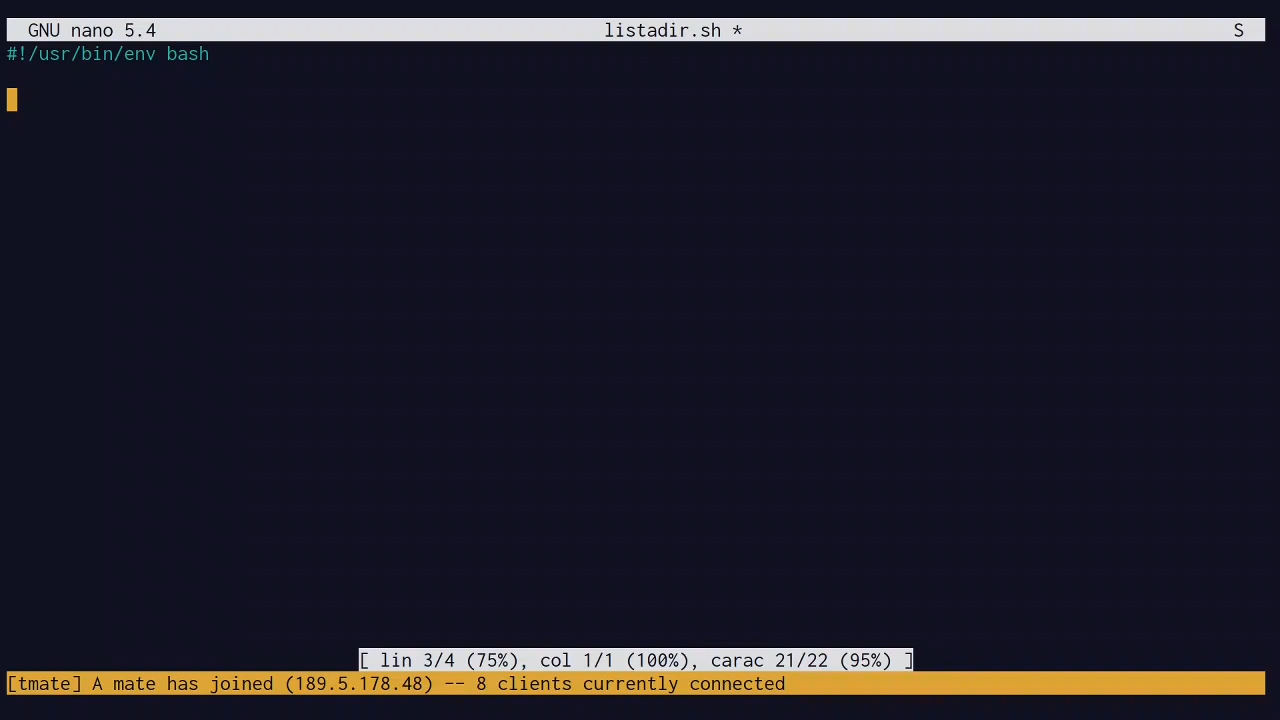 GNU nano 5.4 listadir.sh * S
#!/usr/bin/env bash
[ lin 3/4 (75%), col 1/1 (100%), carac 21/22 (95%) ]
[tmate] A mate has joined (189.5.178.48) -- 8 clients currently connected